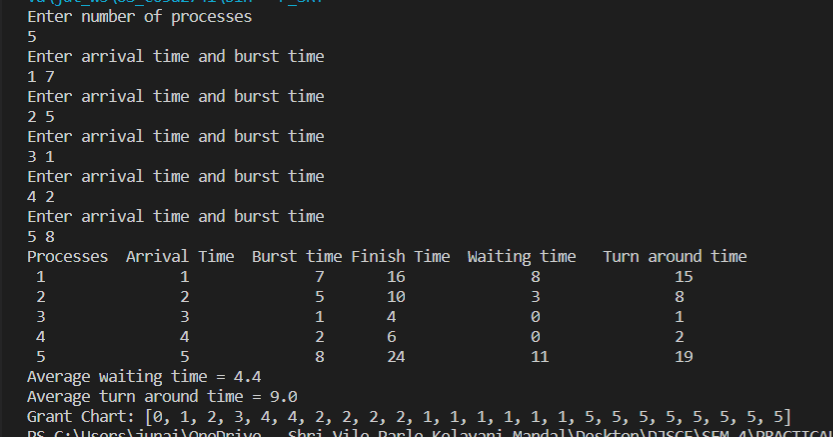 Enter number of processes
5
Enter arrival time and burst time
1 7
Enter arrival time and burst time
2 5
Enter arrival time and burst time
3 1
Enter arrival time and burst time
4 2
Enter arrival time and burst time
5 8
Processes Arrival Time Burst time Finish Time Waiting time Turn around time
1 1 7 16 8 15
2 2 5 10 3 8
3 3 1 4 0 1
4 4 2 6 0 2
5 5 8 24 11 19
Average waiting time = 4.4
Average turn around time = 9.0
Grant Chart: [0, 1, 2, 3, 4, 4, 2, 2, 2, 2, 1, 1, 1, 1, 1, 1, 5, 5, 5, 5, 5, 5, 5, 5]
PS C:\Users\junai\OneDrive - Shri Vile Parle Kelavani Mandal\Desktop\DJSCE\SEM 4\PRACTICAL